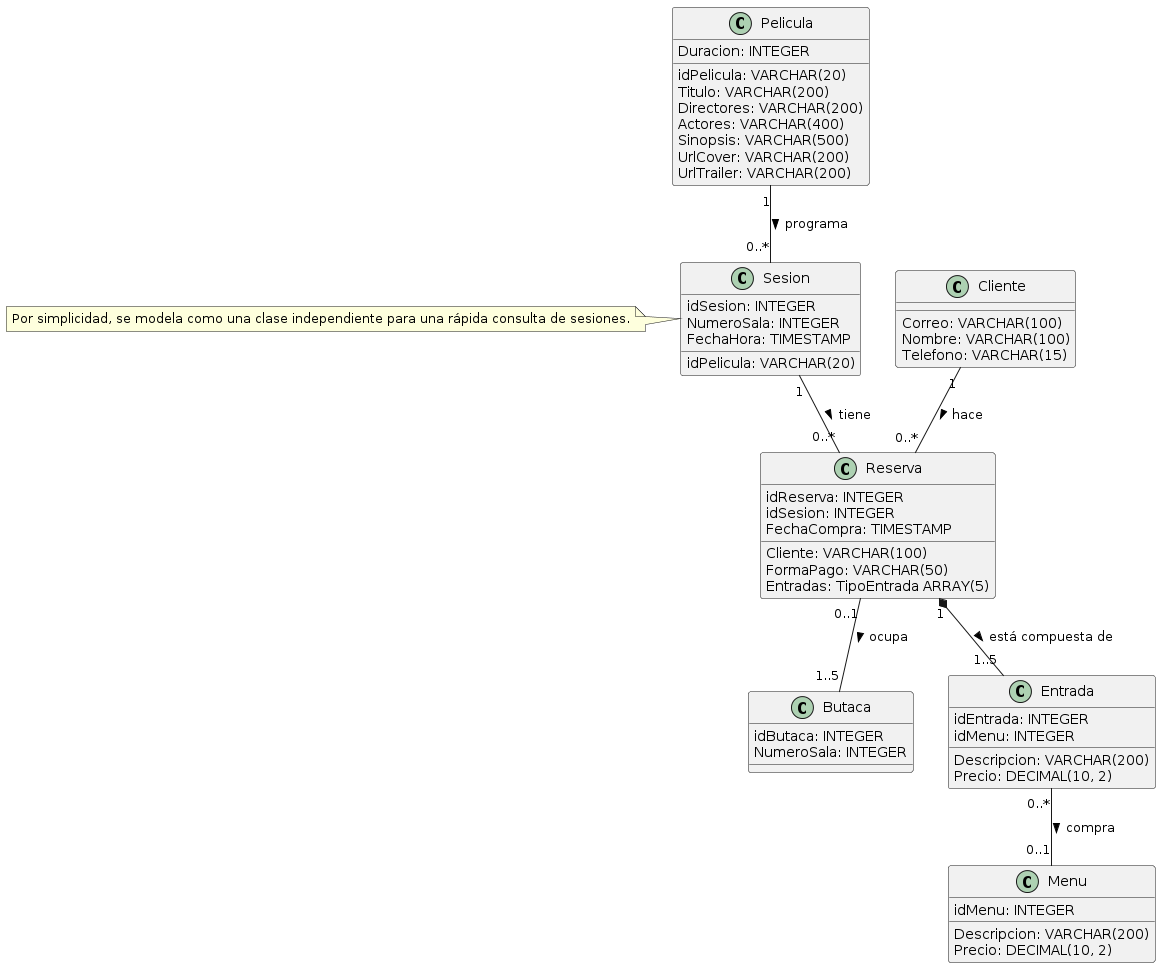 Pelicula
Duracion: INTEGER
idPelicula: VARCHAR(20)
Titulo: VARCHAR(200)
Directores: VARCHAR(200)
Actores: VARCHAR(400)
Sinopsis: VARCHAR(500)
UrlCover: VARCHAR(200)
UrlTrailer: VARCHAR(200)
1
programa
0..*
Por simplicidad, se modela como una clase independiente para una rápida consulta de sesiones.
Sesion
idSesion: INTEGER
NumeroSala: INTEGER
FechaHora: TIMESTAMP
idPelicula: VARCHAR(20)
Cliente
Correo: VARCHAR(100)
Nombre: VARCHAR(100)
Telefono: VARCHAR(15)
1
tiene
0..*
1
hace
0..*
Reserva
idReserva: INTEGER
idSesion: INTEGER
FechaCompra: TIMESTAMP
Cliente: VARCHAR(100)
FormaPago: VARCHAR(50)
Entradas: TipoEntrada ARRAY(5)
0..1
ocupa
1..5
1
está compuesta de
1..5
Butaca
idButaca: INTEGER
NumeroSala: INTEGER
Entrada
idEntrada: INTEGER
idMenu: INTEGER
Descripcion: VARCHAR(200)
Precio: DECIMAL(10, 2)
0..*
compra
0..1
Menu
idMenu: INTEGER
Descripcion: VARCHAR(200)
Precio: DECIMAL(10, 2)